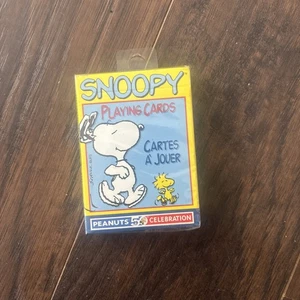 SNOOPY
PLAYING CARDS
CARTES
À JOUER
PEANUTS CELEBRATION